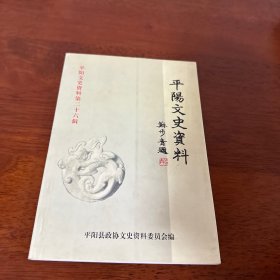 平陽文史資料
蘇步青題
平阳文史资料第二十六辑
平阳县政协文史资料委员会编